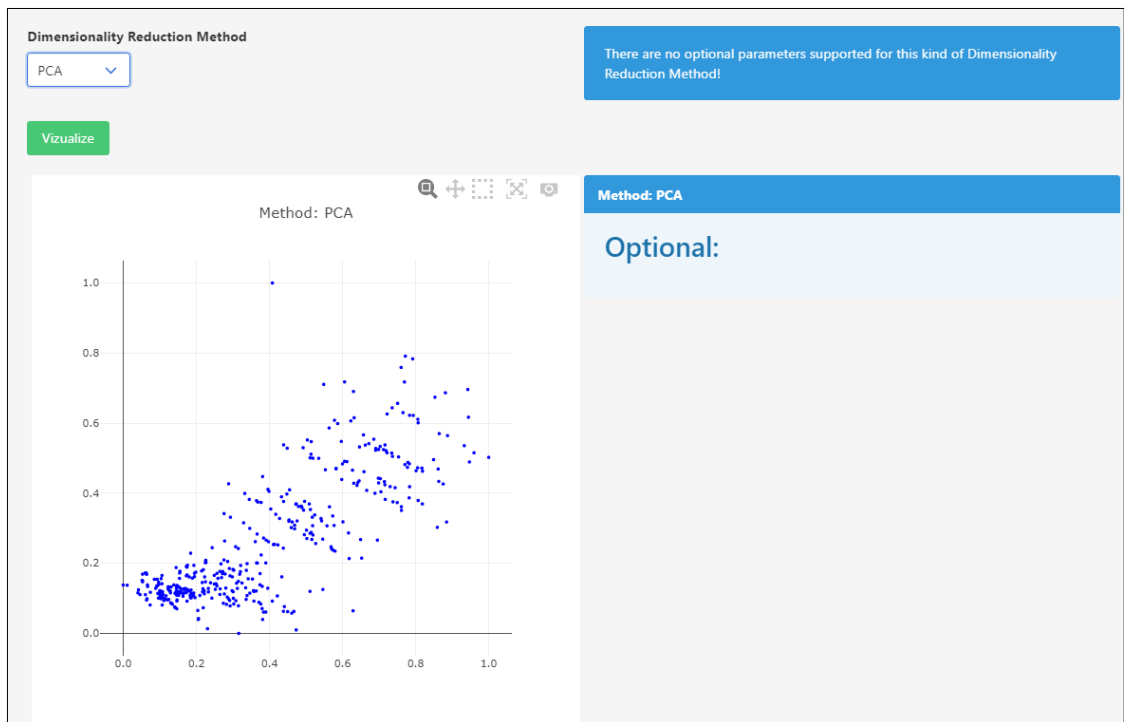 Dimensionality Reduction Method
PCA
There are no optional parameters supported for this kind of Dimensionality
Reduction Method!
Vizualize
Method: PCA
1.0
0.8
0.6
0.4
0.2
0.0
0.0 0.2 0.4 0.6 0.8 1.0
Method: PCA
Optional: